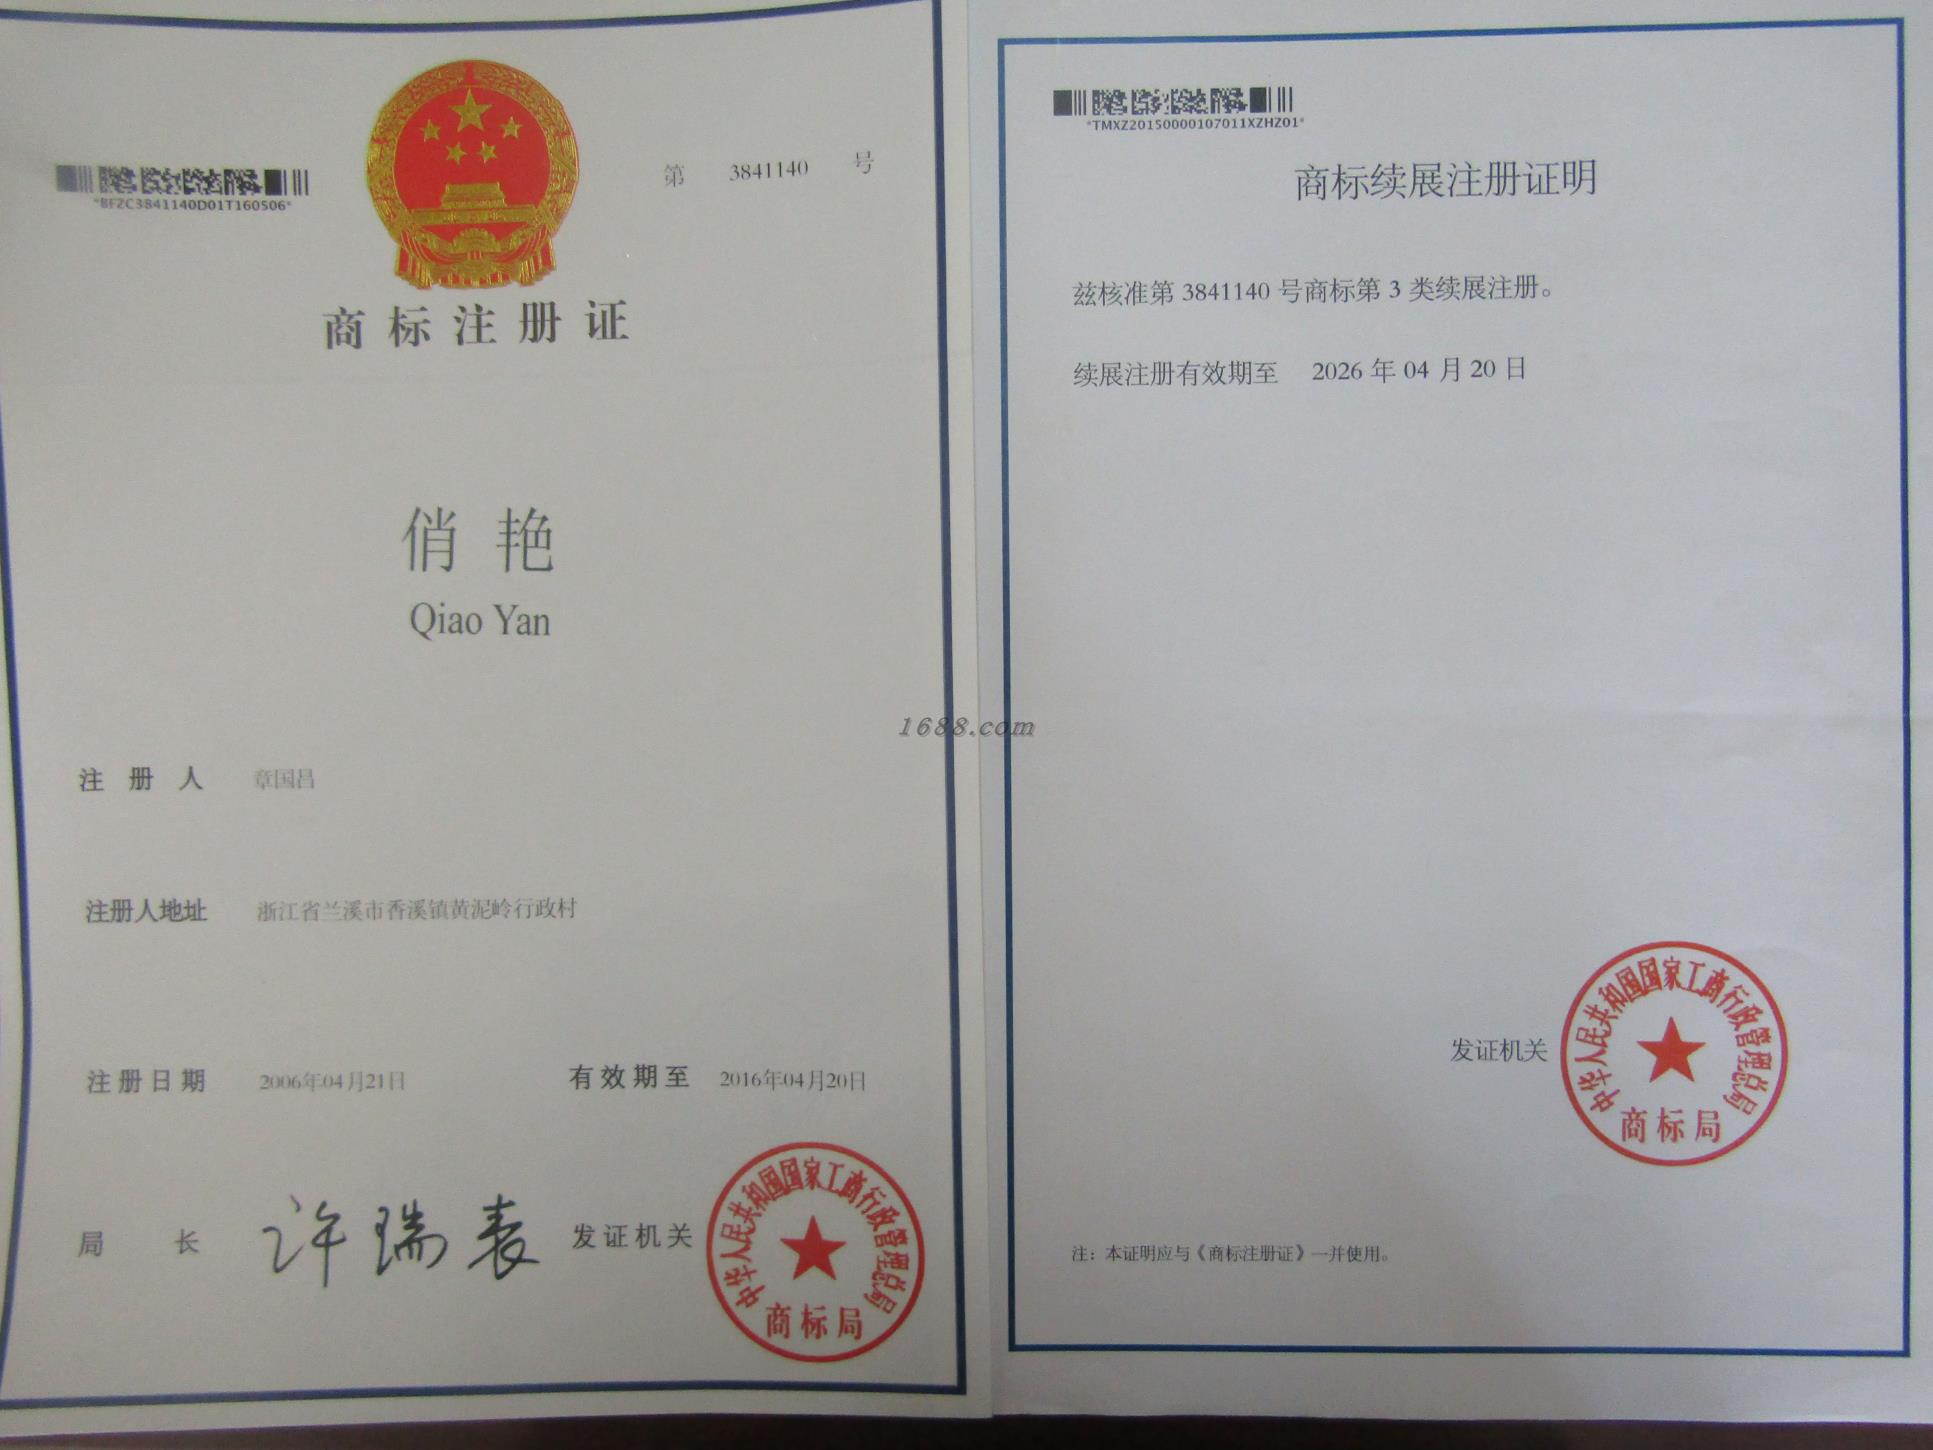 *BFZC3841140D01T160506*
第 3841140 号
商标注册证
俏艳
Qiao Yan
注册人 章国昌
注册人地址 浙江省兰溪市香溪镇黄泥岭行政村
注册日期 2006年04月21日 有效期至 2016年04月20日
局长 许瑞表 发证机关
中华人民共和国国家工商行政管理总局
商标局
*TMXZ20150000107011XZHZ01*
商标续展注册证明
兹核准第 3841140 号商标第 3 类续展注册。
续展注册有效期至 2026 年 04 月 20 日
发证机关
中华人民共和国国家工商行政管理总局
商标局
注：本证明应与《商标注册证》一并使用。
1688.com